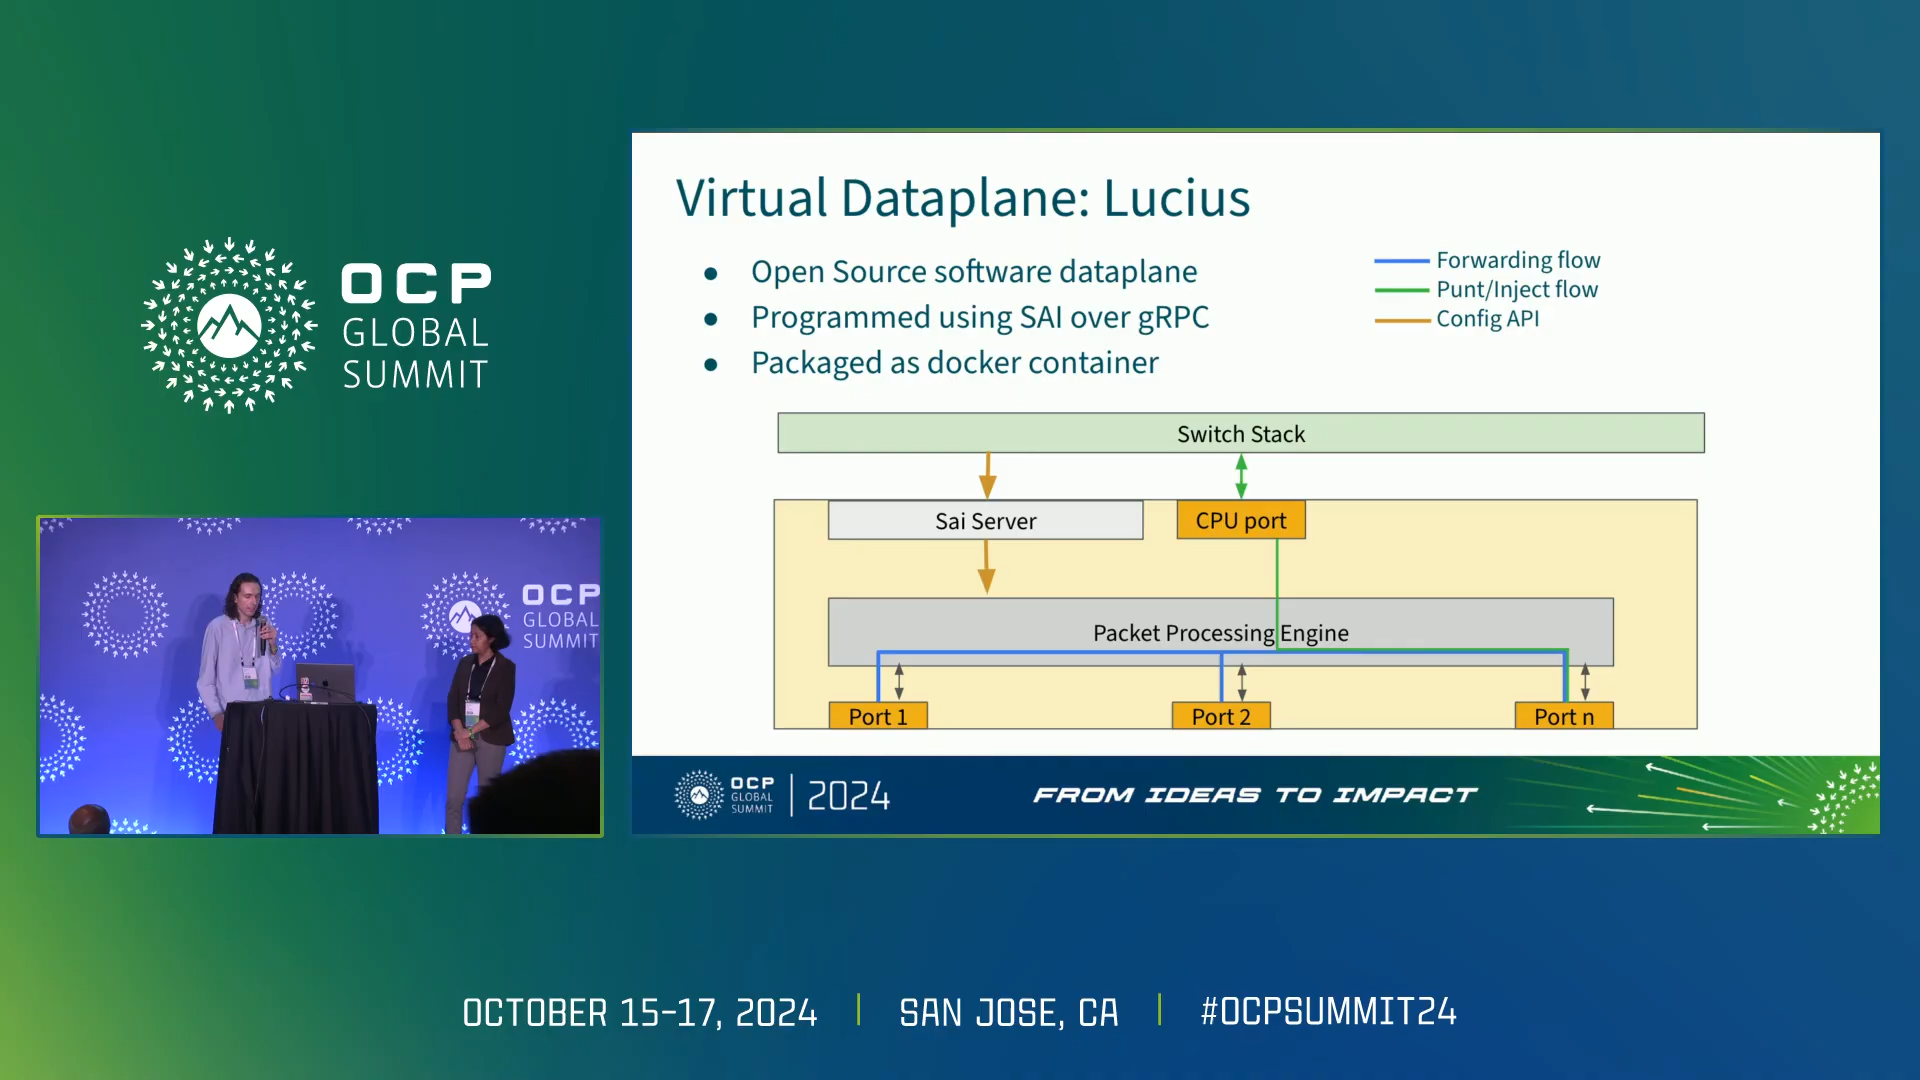 OCP
GLOBAL
SUMMIT
Virtual Dataplane: Lucius
● Open Source software dataplane
● Programmed using SAI over gRPC
● Packaged as docker container
Forwarding flow
Punt/Inject flow
Config API
Switch Stack
Sai Server
CPU port
Packet Processing Engine
Port 1
Port 2
Port n
OCP
GLOBAL
SUMMIT
2024
FROM IDEAS TO IMPACT
OCP
GLOBAL
SUMMIT
OCTOBER 15-17, 2024 | SAN JOSE, CA | #OCPSUMMIT24